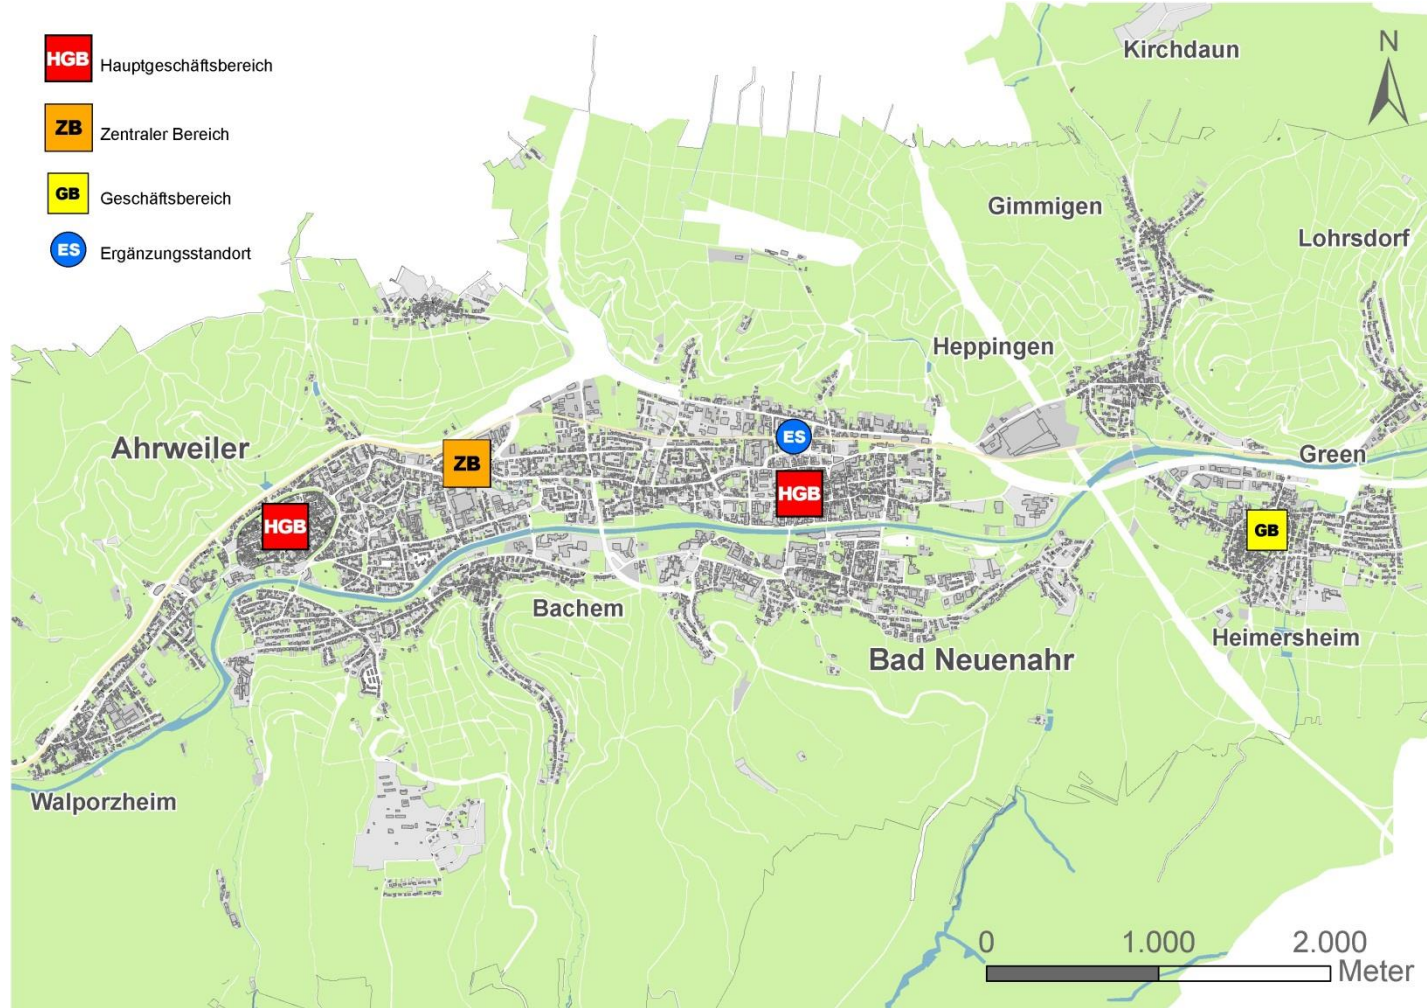 HGB Hauptgeschäftsbereich
ZB Zentraler Bereich
GB Geschäftsbereich
ES Ergänzungsstandort
Kirchdaun
N
Gimmigen
Lohrsdorf
Heppingen
Ahrweiler
ES
ZB
Green
HGB
HGB
GB
Bachem
Heimersheim
Bad Neuenahr
Walporzheim
0 1.000 2.000
Meter